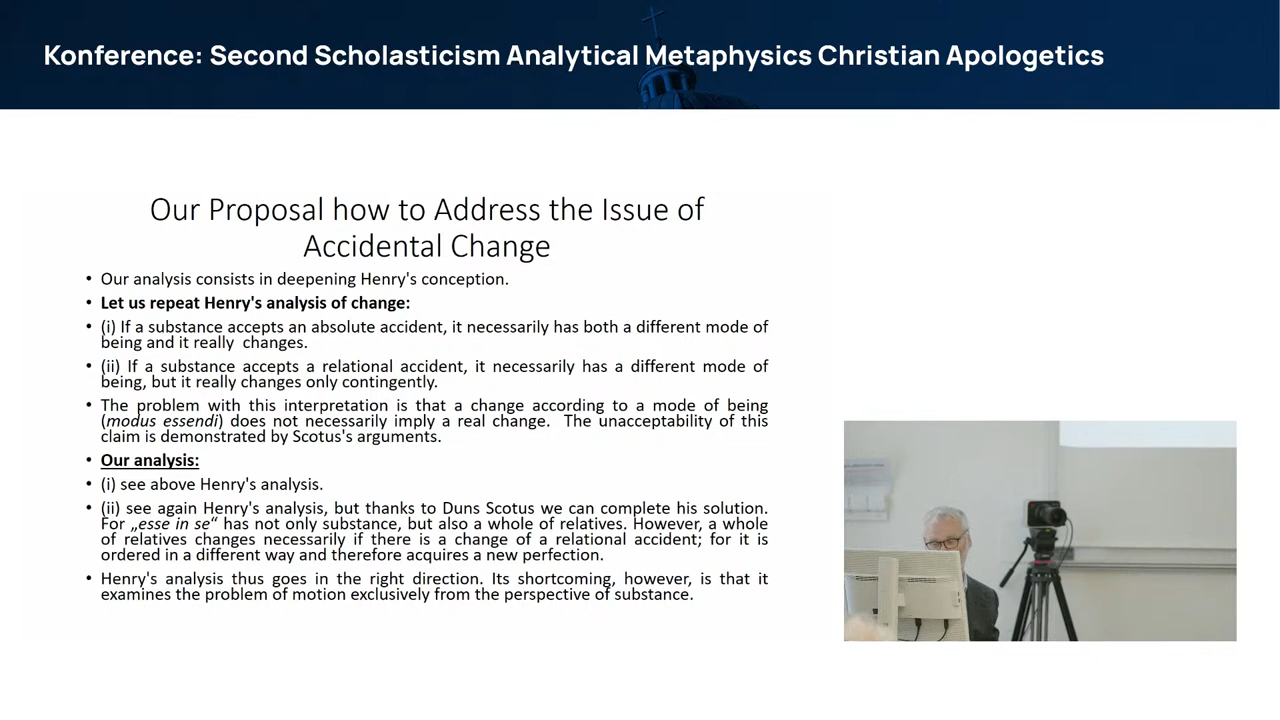 Konference: Second Scholasticism Analytical Metaphysics Christian Apologetics
Our Proposal how to Address the Issue of
Accidental Change
• Our analysis consists in deepening Henry's conception.
• Let us repeat Henry's analysis of change:
• (i) If a substance accepts an absolute accident, it necessarily has both a different mode of
being and it really  changes.
• (ii) If a substance accepts a relational accident, it necessarily has a different mode of
being, but it really changes only contingently.
• The problem with this interpretation is that a change according to a mode of being
(modus essendi) does not necessarily imply a real change.  The unacceptability of this
claim is demonstrated by Scotus's arguments.
• Our analysis:
• (i) see above Henry's analysis.
• (ii) see again Henry's analysis, but thanks to Duns Scotus we can complete his solution.
For „esse in se“ has not only substance, but also a whole of relatives. However, a whole
of relatives changes necessarily if there is a change of a relational accident; for it is
ordered in a different way and therefore acquires a new perfection.
• Henry's analysis thus goes in the right direction. Its shortcoming, however, is that it
examines the problem of motion exclusively from the perspective of substance.